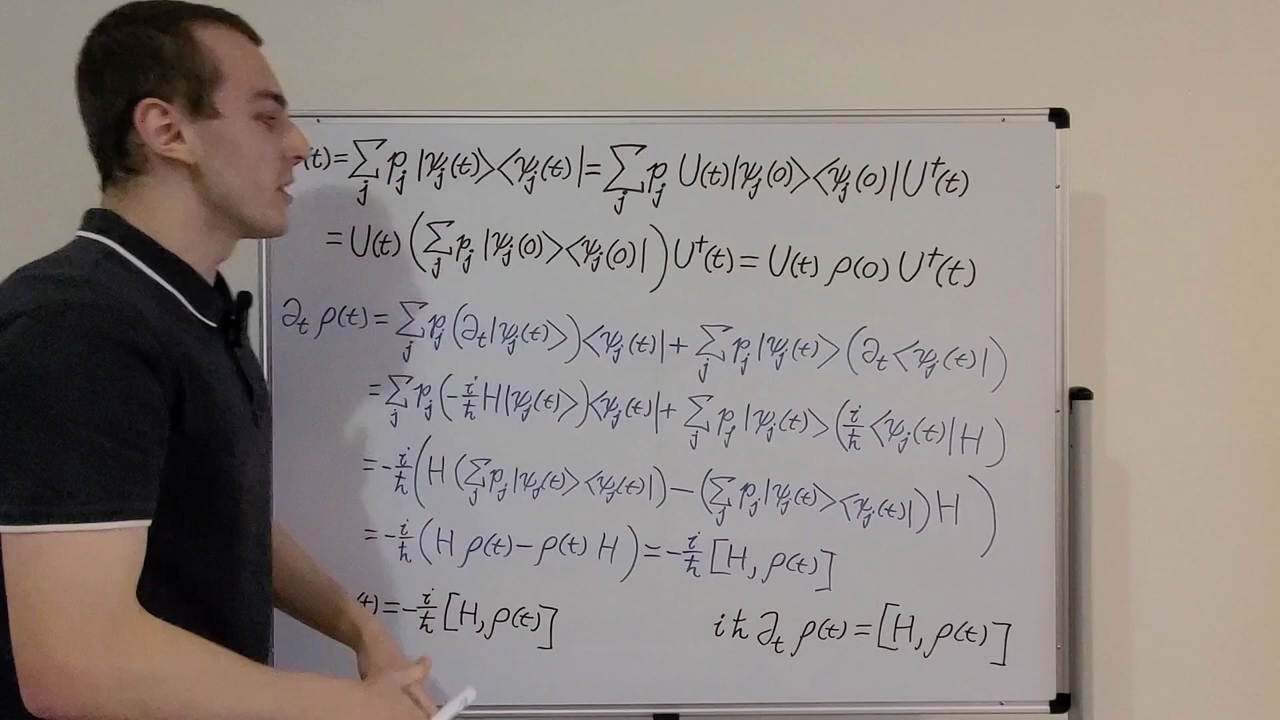 (t)=∑_j p_j |ψ_j(t)⟩⟨ψ_j(t)| = ∑_j p_j U(t)|ψ_j(0)⟩⟨ψ_j(0)|U†(t)
= U(t) (∑_j p_j |ψ_j(0)⟩⟨ψ_j(0)|) U†(t) = U(t) ρ(0) U†(t)
∂_t ρ(t) = ∑_j p_j (∂_t|ψ_j(t)⟩)⟨ψ_j(t)| + ∑_j p_j |ψ_j(t)⟩(∂_t⟨ψ_j(t)|)
= ∑_j p_j (-i/ħ H|ψ_j(t)⟩)⟨ψ_j(t)| + ∑_j p_j |ψ_j(t)⟩(i/ħ ⟨ψ_j(t)|H)
= -i/ħ (H (∑_j p_j |ψ_j(t)⟩⟨ψ_j(t)|) - (∑_j p_j |ψ_j(t)⟩⟨ψ_j(t)|) H)
= -i/ħ (H ρ(t) - ρ(t) H) = -i/ħ [H, ρ(t)]
(t) = -i/ħ [H, ρ(t)]
iħ ∂_t ρ(t) = [H, ρ(t)]